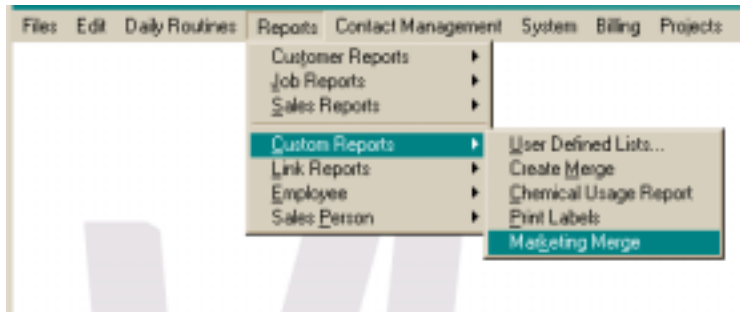 Files Edit Daily Routines Reports Contact Management System Billing Projects
Customer Reports
Job Reports
Sales Reports
Custom Reports
Link Reports
Employee
Sales Person
User Defined Lists...
Create Merge
Chemical Usage Report
Print Labels
Marketing Merge